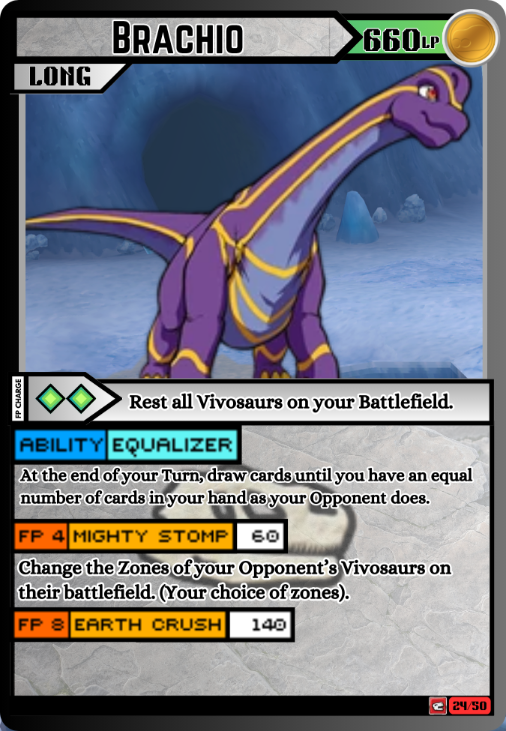 BRACHIO
660LP
LONG
FP CHARGE
Rest all Vivosaurs on your Battlefield.
ABILITY EQUALIZER
At the end of your Turn, draw cards until you have an equal
number of cards in your hand as your Opponent does.
FP 4 MIGHTY STOMP 60
Change the Zones of your Opponent's Vivosaurs on
their battlefield. (Your choice of zones).
FP 8 EARTH CRUSH 140
24/50